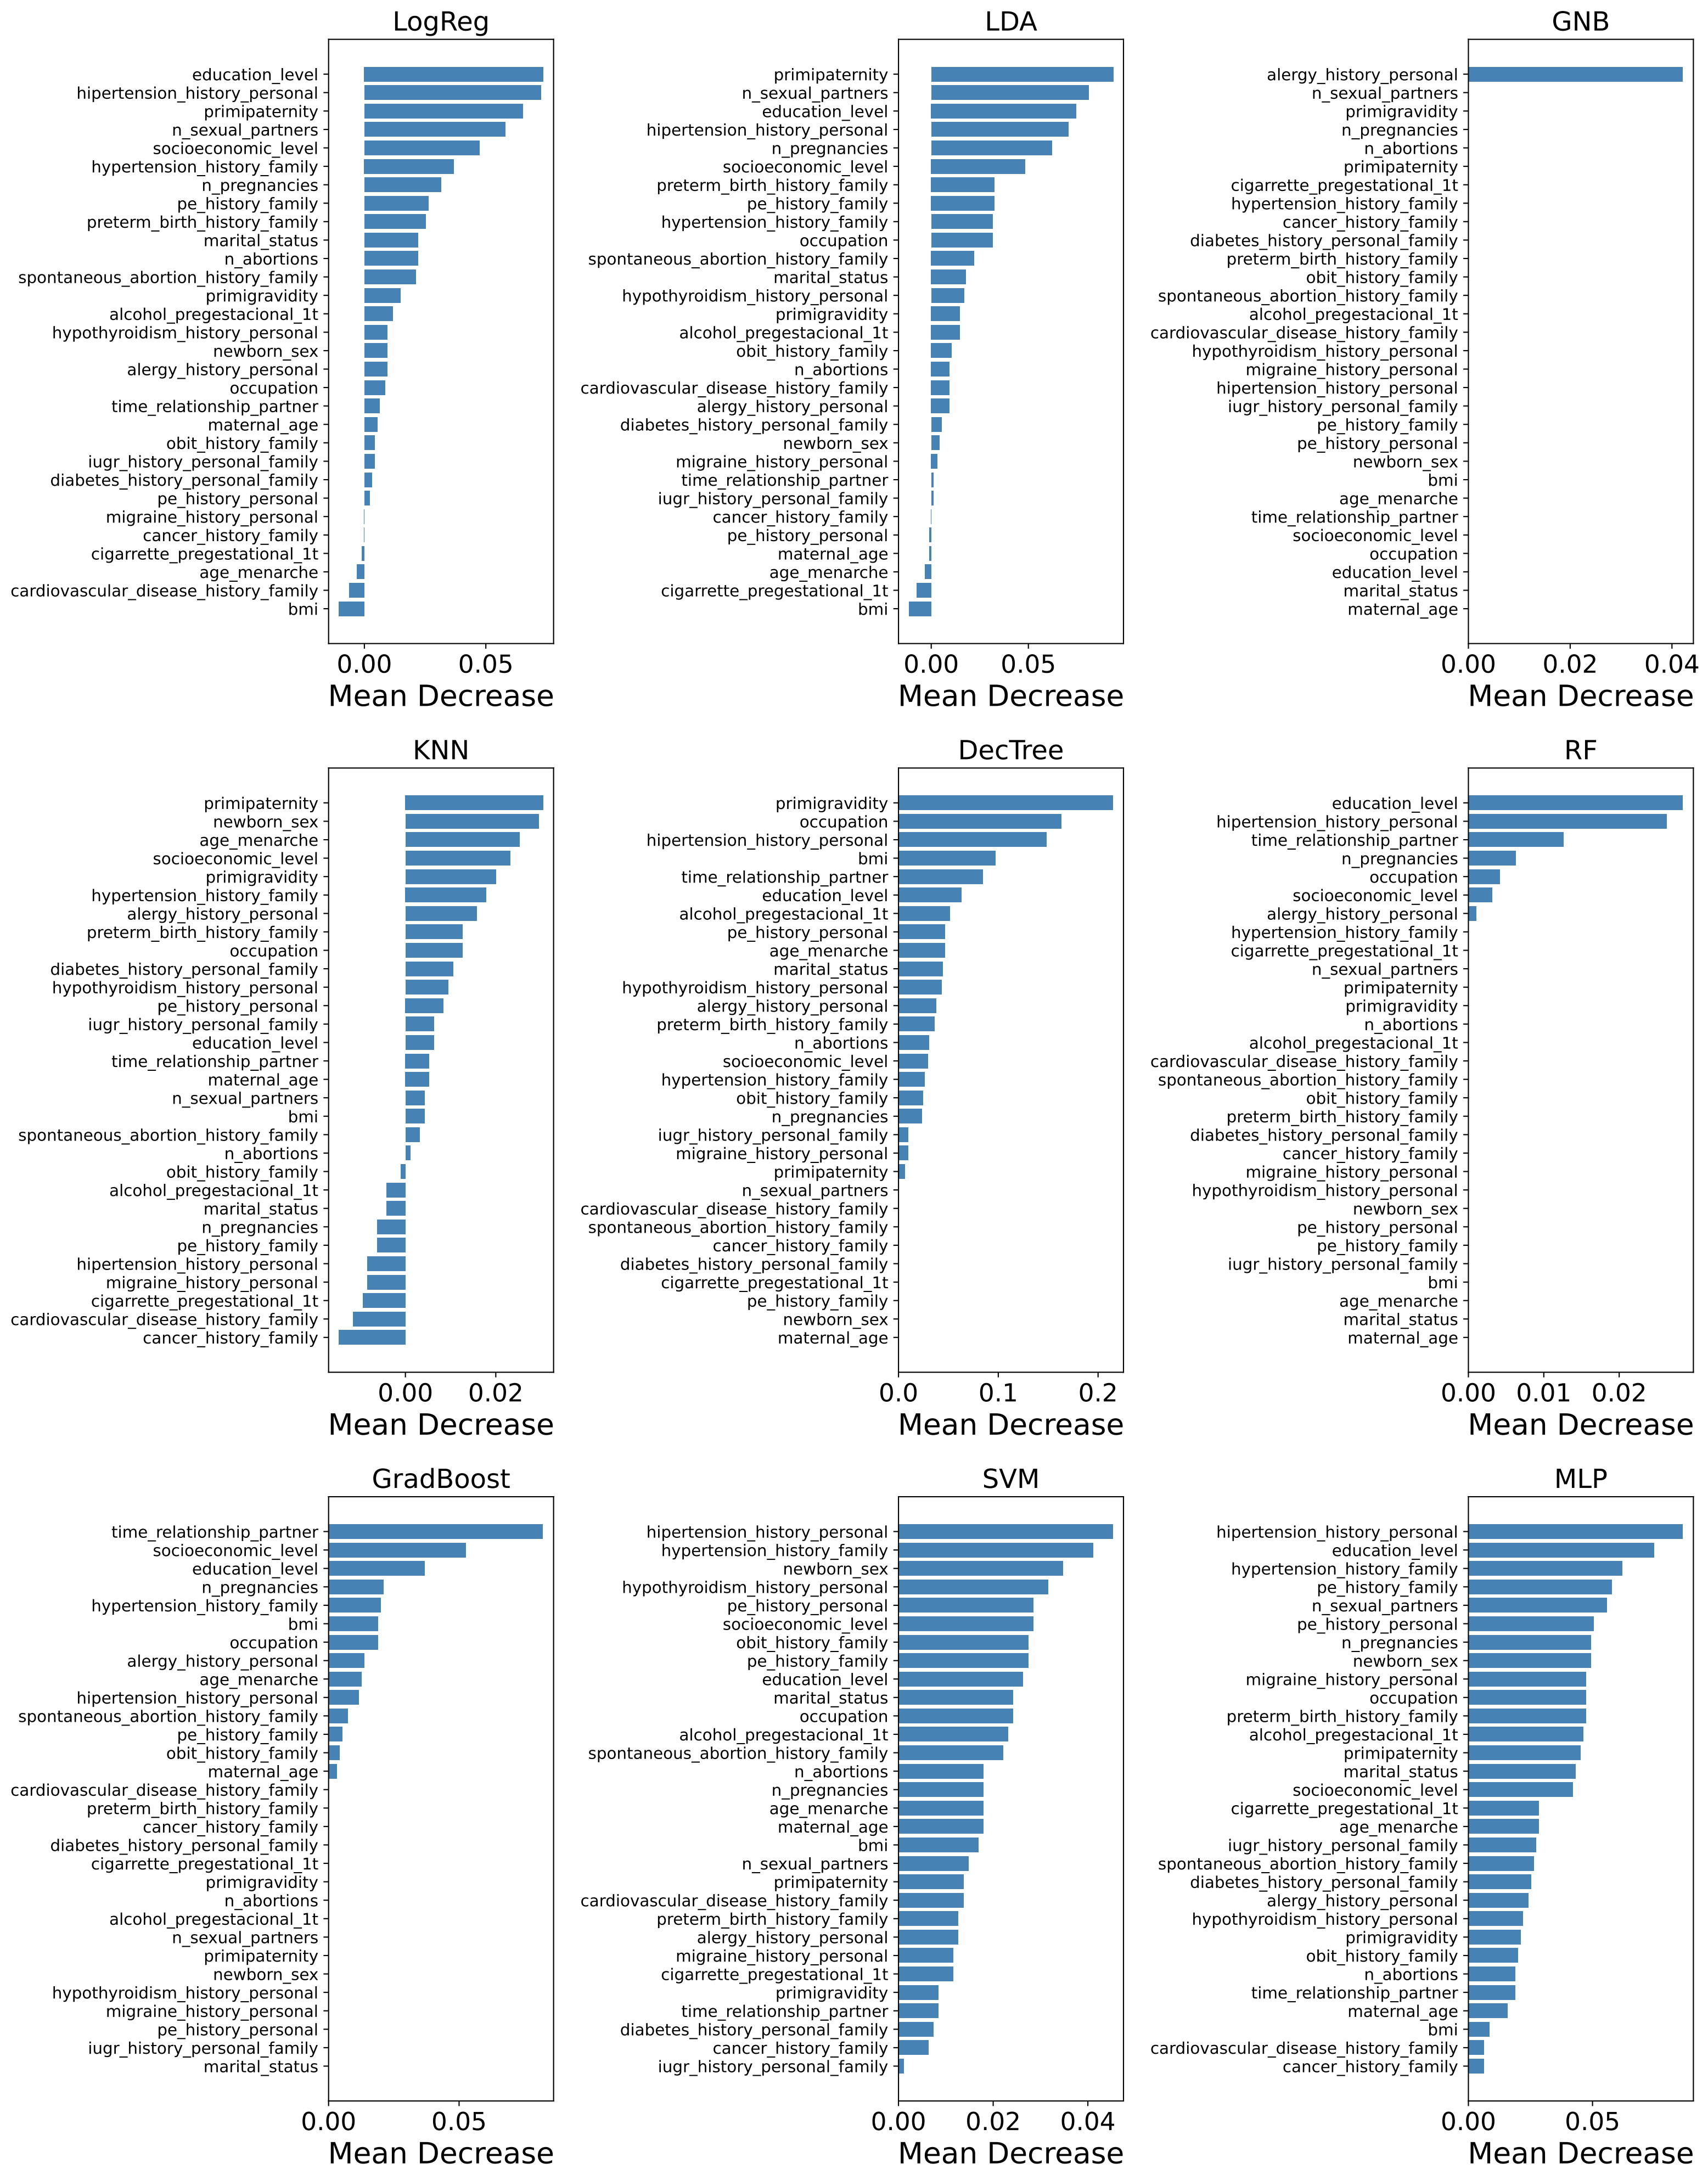 LogReg
education_level
hipertension_history_personal
primipaternity
n_sexual_partners
socioeconomic_level
hypertension_history_family
n_pregnancies
pe_history_family
preterm_birth_history_family
marital_status
n_abortions
spontaneous_abortion_history_family
primigravidity
alcohol_pregestacional_1t
hypothyroidism_history_personal
newborn_sex
alergy_history_personal
occupation
time_relationship_partner
maternal_age
obit_history_family
iugr_history_personal_family
diabetes_history_personal_family
pe_history_personal
migraine_history_personal
cancer_history_family
cigarrette_pregestational_1t
age_menarche
cardiovascular_disease_history_family
bmi
0.00 0.05
Mean Decrease
LDA
primipaternity
n_sexual_partners
education_level
hipertension_history_personal
n_pregnancies
socioeconomic_level
preterm_birth_history_family
pe_history_family
hypertension_history_family
occupation
spontaneous_abortion_history_family
marital_status
hypothyroidism_history_personal
primigravidity
alcohol_pregestacional_1t
obit_history_family
n_abortions
cardiovascular_disease_history_family
alergy_history_personal
diabetes_history_personal_family
newborn_sex
migraine_history_personal
time_relationship_partner
iugr_history_personal_family
cancer_history_family
pe_history_personal
maternal_age
age_menarche
cigarrette_pregestational_1t
bmi
0.00 0.05
Mean Decrease
GNB
alergy_history_personal
n_sexual_partners
primigravidity
n_pregnancies
n_abortions
primipaternity
cigarrette_pregestational_1t
hypertension_history_family
cancer_history_family
diabetes_history_personal_family
preterm_birth_history_family
obit_history_family
spontaneous_abortion_history_family
alcohol_pregestacional_1t
cardiovascular_disease_history_family
hypothyroidism_history_personal
migraine_history_personal
hipertension_history_personal
iugr_history_personal_family
pe_history_family
pe_history_personal
newborn_sex
bmi
age_menarche
time_relationship_partner
socioeconomic_level
occupation
education_level
marital_status
maternal_age
0.00 0.02 0.04
Mean Decrease
KNN
primipaternity
newborn_sex
age_menarche
socioeconomic_level
primigravidity
hypertension_history_family
alergy_history_personal
preterm_birth_history_family
occupation
diabetes_history_personal_family
hypothyroidism_history_personal
pe_history_personal
iugr_history_personal_family
education_level
time_relationship_partner
maternal_age
n_sexual_partners
bmi
spontaneous_abortion_history_family
n_abortions
obit_history_family
alcohol_pregestacional_1t
marital_status
n_pregnancies
pe_history_family
hipertension_history_personal
migraine_history_personal
cigarrette_pregestational_1t
cardiovascular_disease_history_family
cancer_history_family
0.00 0.02
Mean Decrease
DecTree
primigravidity
occupation
hipertension_history_personal
bmi
time_relationship_partner
education_level
alcohol_pregestacional_1t
pe_history_personal
age_menarche
marital_status
hypothyroidism_history_personal
alergy_history_personal
preterm_birth_history_family
n_abortions
socioeconomic_level
hypertension_history_family
obit_history_family
n_pregnancies
iugr_history_personal_family
migraine_history_personal
primipaternity
n_sexual_partners
cardiovascular_disease_history_family
spontaneous_abortion_history_family
cancer_history_family
diabetes_history_personal_family
cigarrette_pregestational_1t
pe_history_family
newborn_sex
maternal_age
0.0 0.1 0.2
Mean Decrease
RF
education_level
hipertension_history_personal
time_relationship_partner
n_pregnancies
occupation
socioeconomic_level
alergy_history_personal
hypertension_history_family
cigarrette_pregestational_1t
n_sexual_partners
primipaternity
primigravidity
n_abortions
alcohol_pregestacional_1t
cardiovascular_disease_history_family
spontaneous_abortion_history_family
obit_history_family
preterm_birth_history_family
diabetes_history_personal_family
cancer_history_family
migraine_history_personal
hypothyroidism_history_personal
newborn_sex
pe_history_personal
pe_history_family
iugr_history_personal_family
bmi
age_menarche
marital_status
maternal_age
0.00 0.01 0.02
Mean Decrease
GradBoost
time_relationship_partner
socioeconomic_level
education_level
n_pregnancies
hypertension_history_family
bmi
occupation
alergy_history_personal
age_menarche
hipertension_history_personal
spontaneous_abortion_history_family
pe_history_family
obit_history_family
maternal_age
cardiovascular_disease_history_family
preterm_birth_history_family
cancer_history_family
diabetes_history_personal_family
cigarrette_pregestational_1t
primigravidity
n_abortions
alcohol_pregestacional_1t
n_sexual_partners
primipaternity
newborn_sex
hypothyroidism_history_personal
migraine_history_personal
pe_history_personal
iugr_history_personal_family
marital_status
0.00 0.05
Mean Decrease
SVM
hipertension_history_personal
hypertension_history_family
newborn_sex
hypothyroidism_history_personal
pe_history_personal
socioeconomic_level
obit_history_family
pe_history_family
education_level
marital_status
occupation
alcohol_pregestacional_1t
spontaneous_abortion_history_family
n_abortions
n_pregnancies
age_menarche
maternal_age
bmi
n_sexual_partners
primipaternity
cardiovascular_disease_history_family
preterm_birth_history_family
alergy_history_personal
migraine_history_personal
cigarrette_pregestational_1t
primigravidity
time_relationship_partner
diabetes_history_personal_family
cancer_history_family
iugr_history_personal_family
0.00 0.02 0.04
Mean Decrease
MLP
hipertension_history_personal
education_level
hypertension_history_family
pe_history_family
n_sexual_partners
pe_history_personal
n_pregnancies
newborn_sex
migraine_history_personal
occupation
preterm_birth_history_family
alcohol_pregestacional_1t
primipaternity
marital_status
socioeconomic_level
cigarrette_pregestational_1t
age_menarche
iugr_history_personal_family
spontaneous_abortion_history_family
diabetes_history_personal_family
alergy_history_personal
hypothyroidism_history_personal
primigravidity
obit_history_family
n_abortions
time_relationship_partner
maternal_age
bmi
cardiovascular_disease_history_family
cancer_history_family
0.00 0.05
Mean Decrease